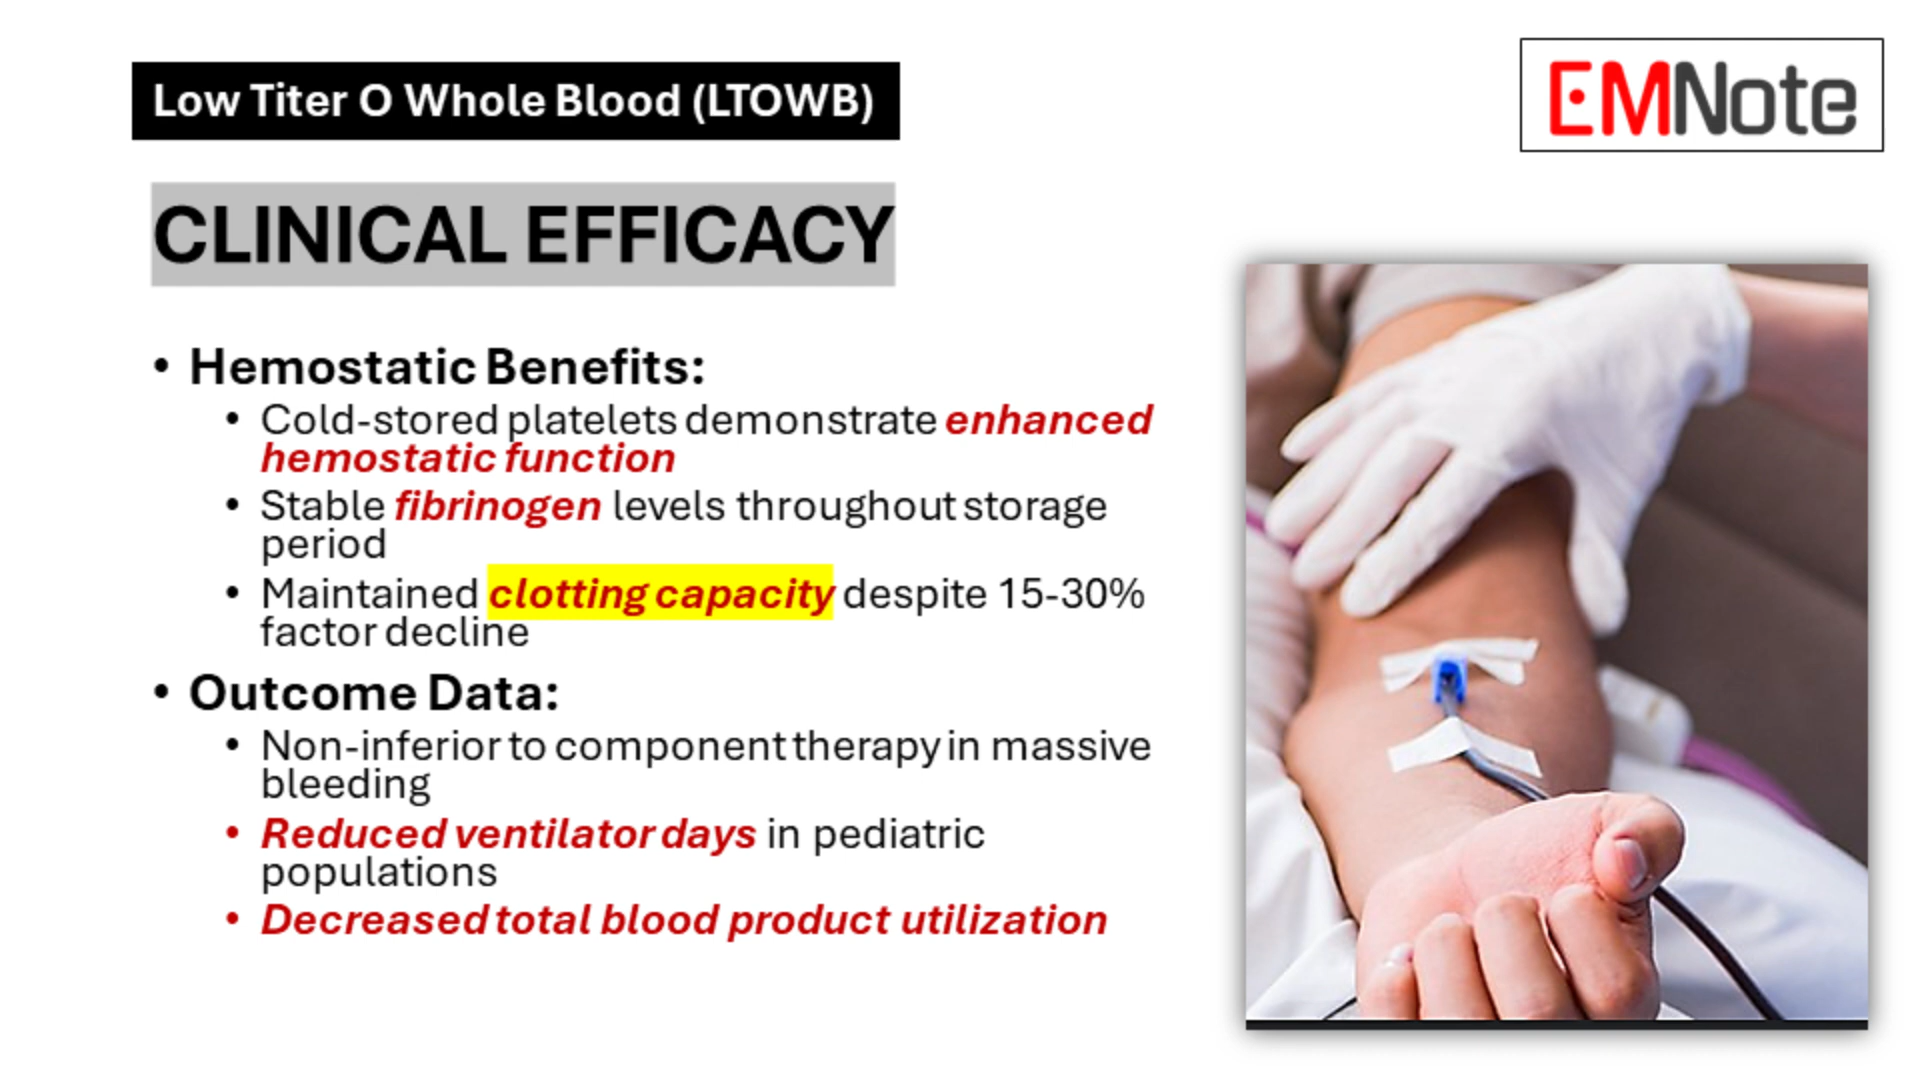 Low Titer O Whole Blood (LTOWB)
EMNote
CLINICAL EFFICACY
• Hemostatic Benefits:
• Cold-stored platelets demonstrate enhanced
hemostatic function
• Stable fibrinogen levels throughout storage
period
• Maintained clotting capacity despite 15-30%
factor decline
• Outcome Data:
• Non-inferior to component therapy in massive
bleeding
• Reduced ventilator days in pediatric
populations
• Decreased total blood product utilization